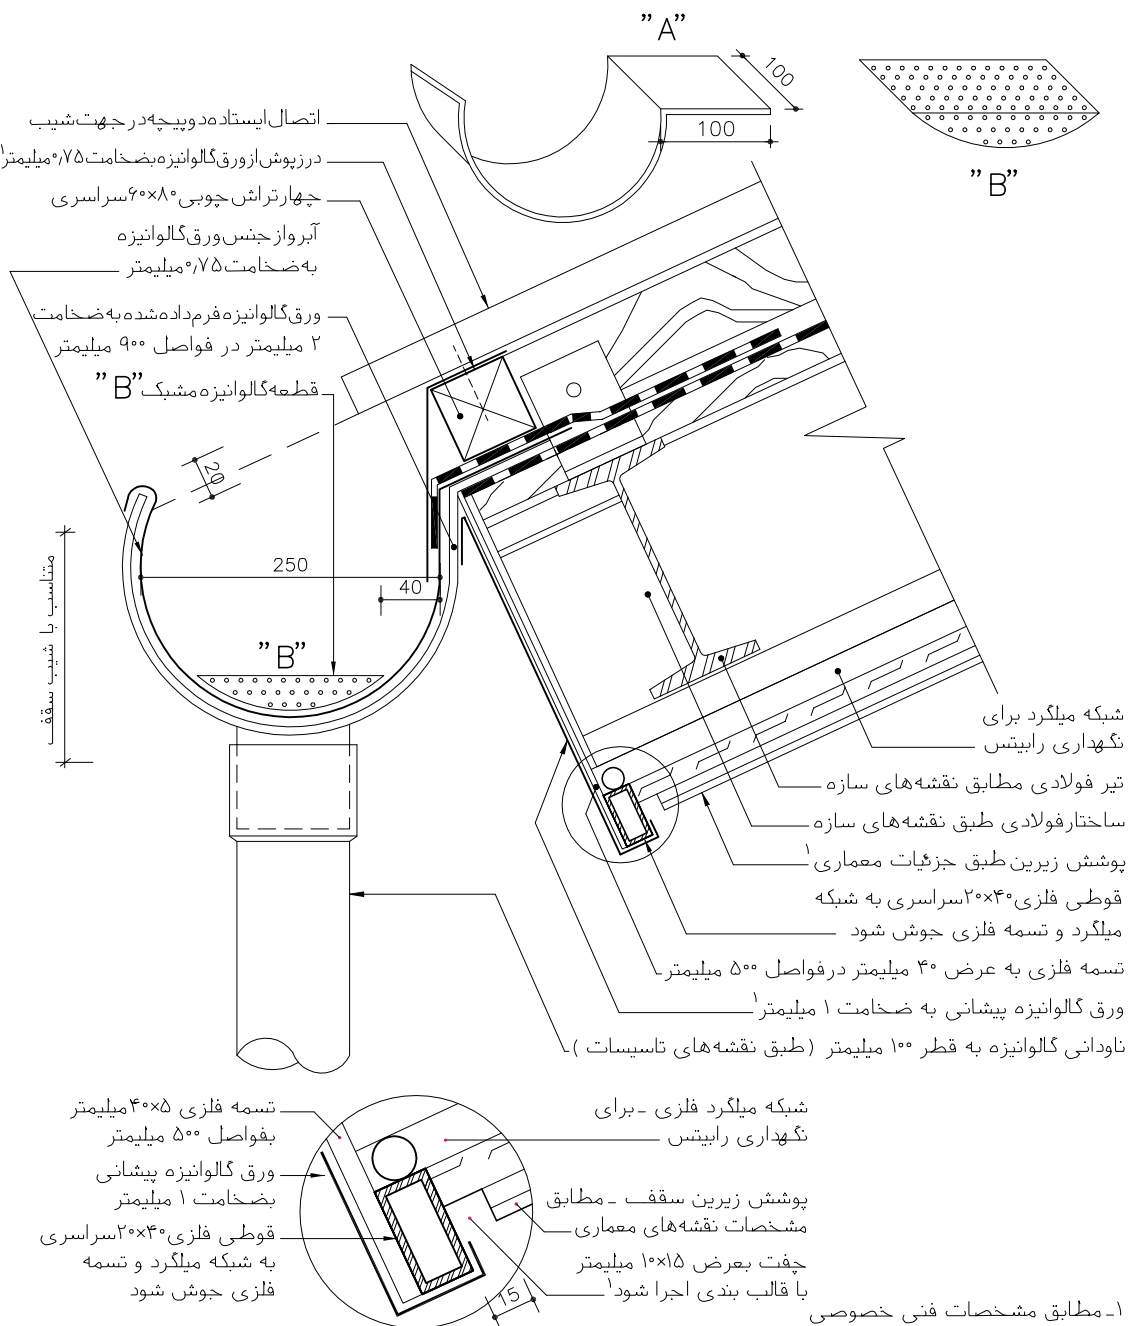 "A"
100
100
"B"
اتصال ایستاده دوپیچه در جهت شیب
درزپوش از ورق گالوانیزه بضخامت ۰٫۷۵ میلیمتر۱
چهارتراش چوبی ۶۰×۸۰ سراسری
آبرو از جنس ورق گالوانیزه
به ضخامت ۰٫۷۵ میلیمتر
ورق گالوانیزه فرم داده شده به ضخامت
۲ میلیمتر در فواصل ۹۰۰ میلیمتر
قطعه گالوانیزه مشبک "B"
20
250
40
"B"
متناسب با شیب سقف
شبکه میلگرد برای
نگهداری رابیتس
تیر فولادی مطابق نقشه‌های سازه
ساختار فولادی طبق نقشه‌های سازه
پوشش زیرین طبق جزئیات معماری۱
قوطی فلزی ۲۰×۴۰ سراسری به شبکه
میلگرد و تسمه فلزی جوش شود
تسمه فلزی به عرض ۴۰ میلیمتر درفواصل ۵۰۰ میلیمتر
ورق گالوانیزه پیشانی به ضخامت ۱ میلیمتر۱
ناودانی گالوانیزه به قطر ۱۰۰ میلیمتر (طبق نقشه‌های تاسیسات)
تسمه فلزی ۴۰×۵ میلیمتر
بفواصل ۵۰۰ میلیمتر
ورق گالوانیزه پیشانی
بضخامت ۱ میلیمتر
قوطی فلزی ۲۰×۴۰ سراسری
به شبکه میلگرد و تسمه
فلزی جوش شود
شبکه میلگرد فلزی - برای
نگهداری رابیتس
پوشش زیرین سقف - مطابق
مشخصات نقشه‌های معماری
چفت بعرض ۱۰×۱۵ میلیمتر
با قالب بندی اجرا شود۱
15
۱- مطابق مشخصات فنی خصوصی